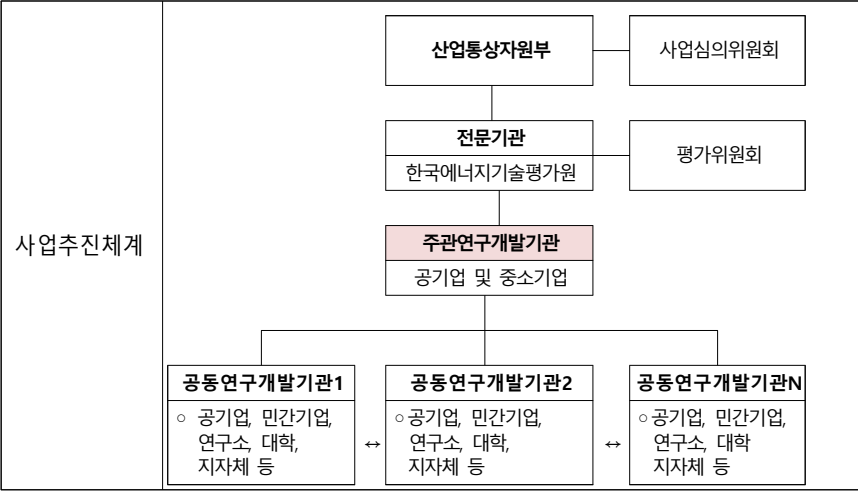 산업통상자원부
사업심의위원회
전문기관
한국에너지기술평가원
평가위원회
사업추진체계
주관연구개발기관
공기업 및 중소기업
공동연구개발기관1
○ 공기업, 민간기업,
연구소, 대학,
지자체 등
↔
공동연구개발기관2
○공기업, 민간기업,
연구소, 대학,
지자체 등
↔
공동연구개발기관N
○공기업, 민간기업,
연구소, 대학
지자체 등